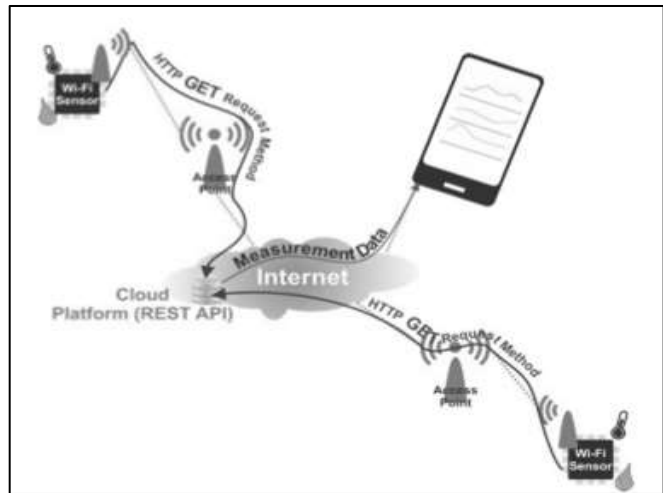 Wi-Fi
Sensor
HTTP GET Request Method
Access
Point
Measurement Data
Internet
Cloud
Platform (REST API)
HTTP GET Request Method
Access
Point
Wi-Fi
Sensor